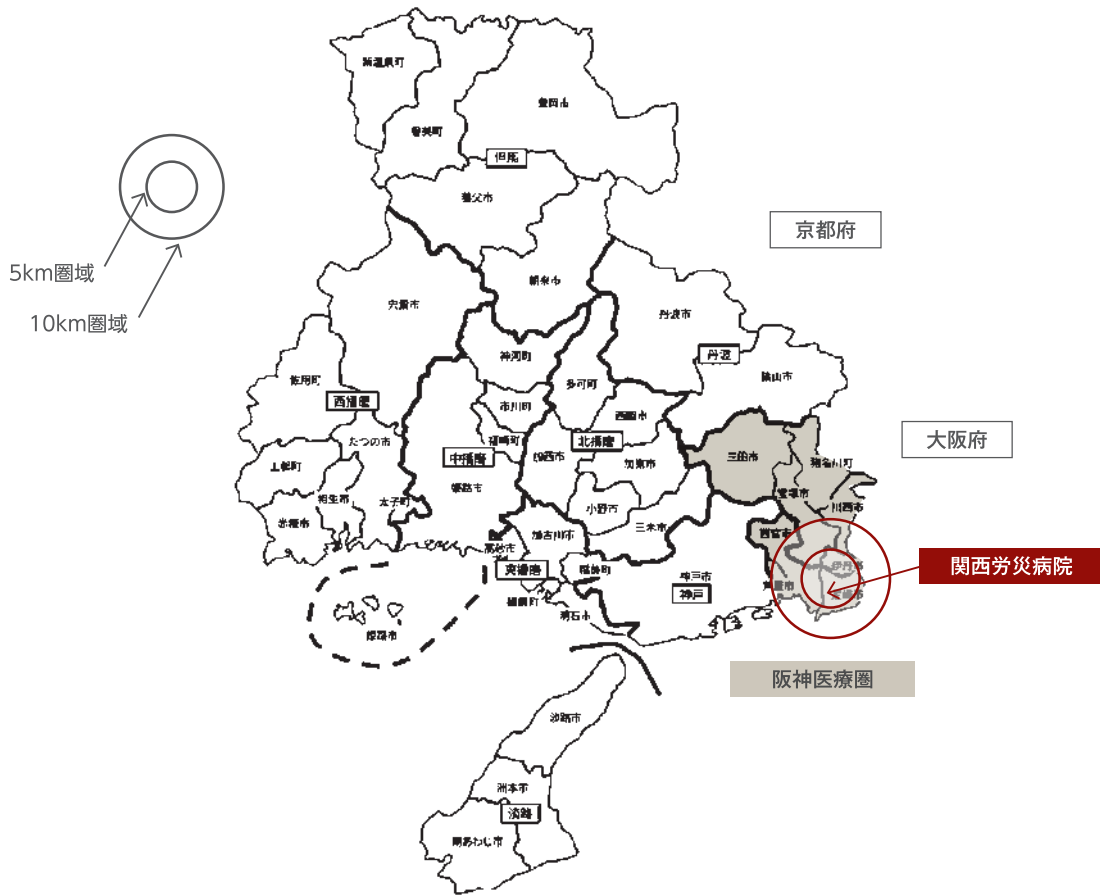 新温泉町
豊岡市
香美町
但馬
養父市
京都府
5km圏域
朝来市
宍粟市
10km圏域
丹波市
神河町
丹波
佐用町
多可町
篠山市
西播磨
市川町
西脇市
たつの市
福崎町
北播磨
大阪府
中播磨
三田市
加西市
加東市
猪名川町
上郡町
姫路市
宝塚市
相生市
太子町
小野市
川西市
赤穂市
三木市
西宮市
加古川市
高砂市
関西労災病院
東播磨
稲美町
伊丹市
神戸市
芦屋市
神戸
尼崎市
播磨町
明石市
姫路市
阪神医療圏
淡路市
洲本市
淡路
南あわじ市